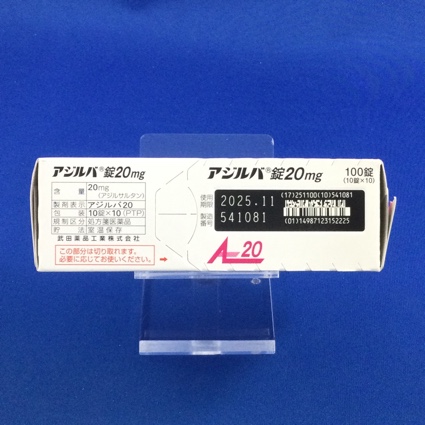 アジルバ®錠20mg
含 量 20mg
(アジルサルタン)
製剤表示 アジルバ20
包 装 10錠×10(PTP)
規制区分 処方箋医薬品
貯 法 室温保存
武田薬品工業株式会社
この部分は切り取れます。
必要に応じてお使いください。→
アジルバ®錠20mg
100錠
(10錠×10)
使用期限 2025.11
製造番号 541081
(17)251100(10)541081
(01)14987123152225
A 20